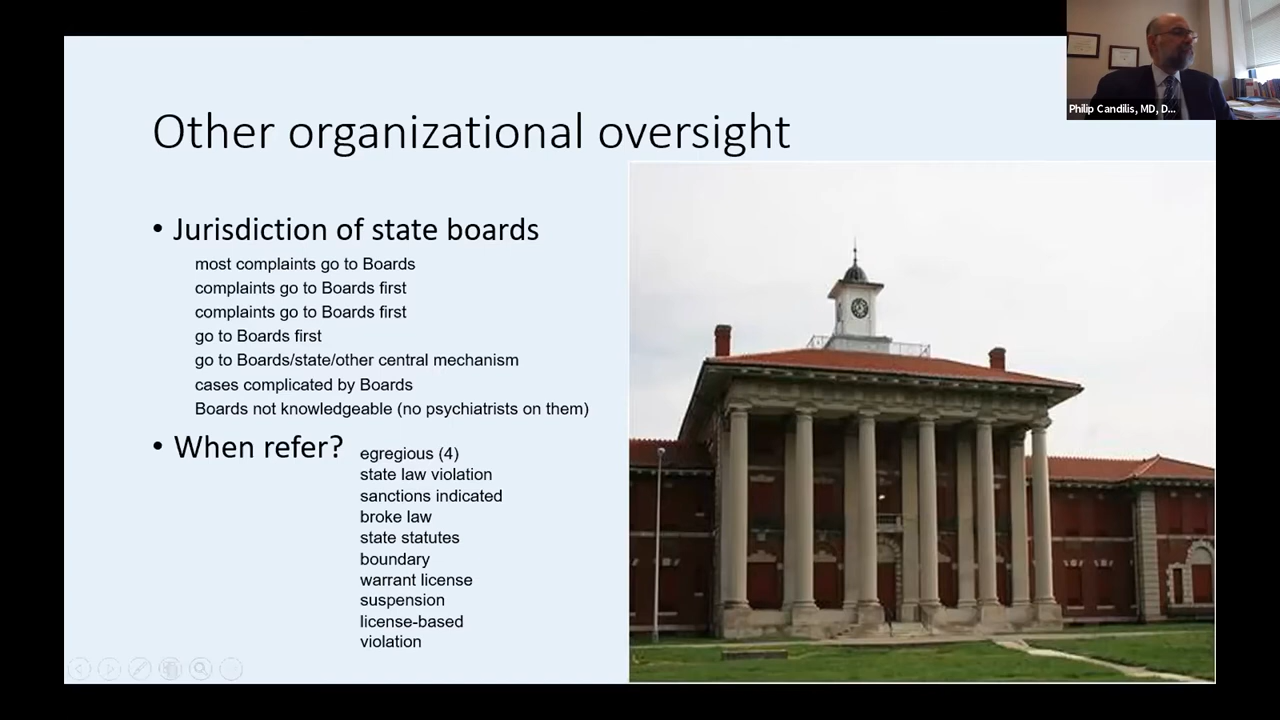 Philip Candilis, MD, D...
Other organizational oversight
• Jurisdiction of state boards
most complaints go to Boards
complaints go to Boards first
complaints go to Boards first
go to Boards first
go to Boards/state/other central mechanism
cases complicated by Boards
Boards not knowledgeable (no psychiatrists on them)
• When refer?
egregious (4)
state law violation
sanctions indicated
broke law
state statutes
boundary
warrant license
suspension
license-based
violation